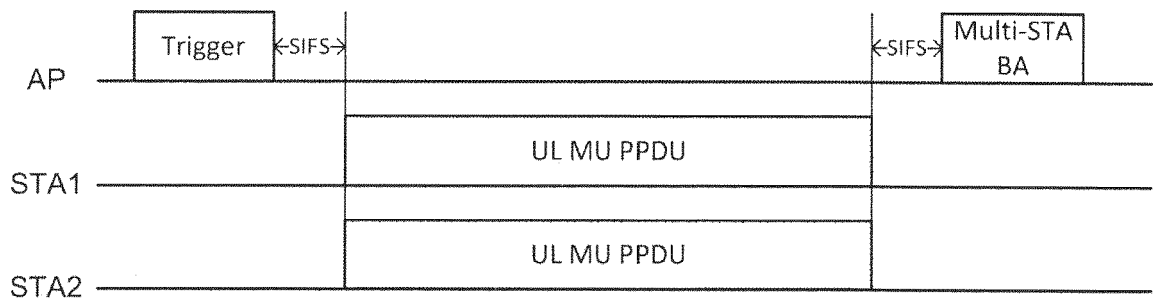 Trigger
SIFS
SIFS
Multi-STA
BA
AP
UL MU PPDU
STA1
UL MU PPDU
STA2